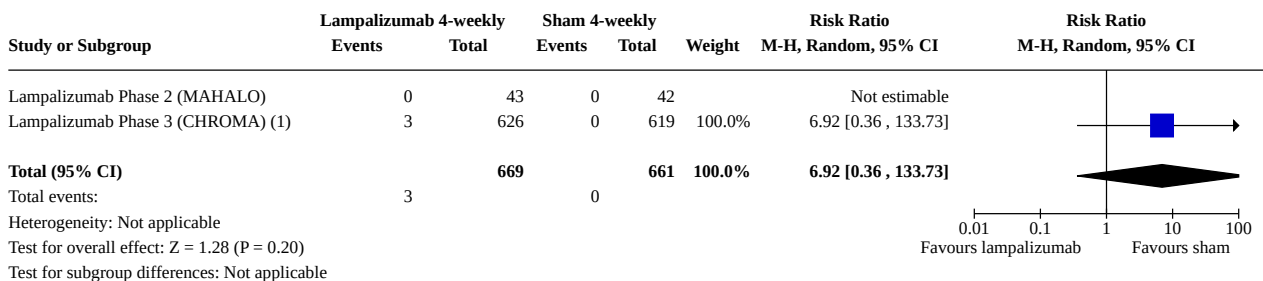 Lampalizumab 4-weekly Sham 4-weekly Risk Ratio Risk Ratio
Study or Subgroup Events Total Events Total Weight M-H, Random, 95% CI M-H, Random, 95% CI
Lampalizumab Phase 2 (MAHALO) 0 43 0 42 Not estimable
Lampalizumab Phase 3 (CHROMA) (1) 3 626 0 619 100.0% 6.92 [0.36 , 133.73]
Total (95% CI) 669 661 100.0% 6.92 [0.36 , 133.73]
Total events: 3 0
Heterogeneity: Not applicable
0.01 0.1 1 10 100
Test for overall effect: Z = 1.28 (P = 0.20) Favours lampalizumab Favours sham
Test for subgroup differences: Not applicable